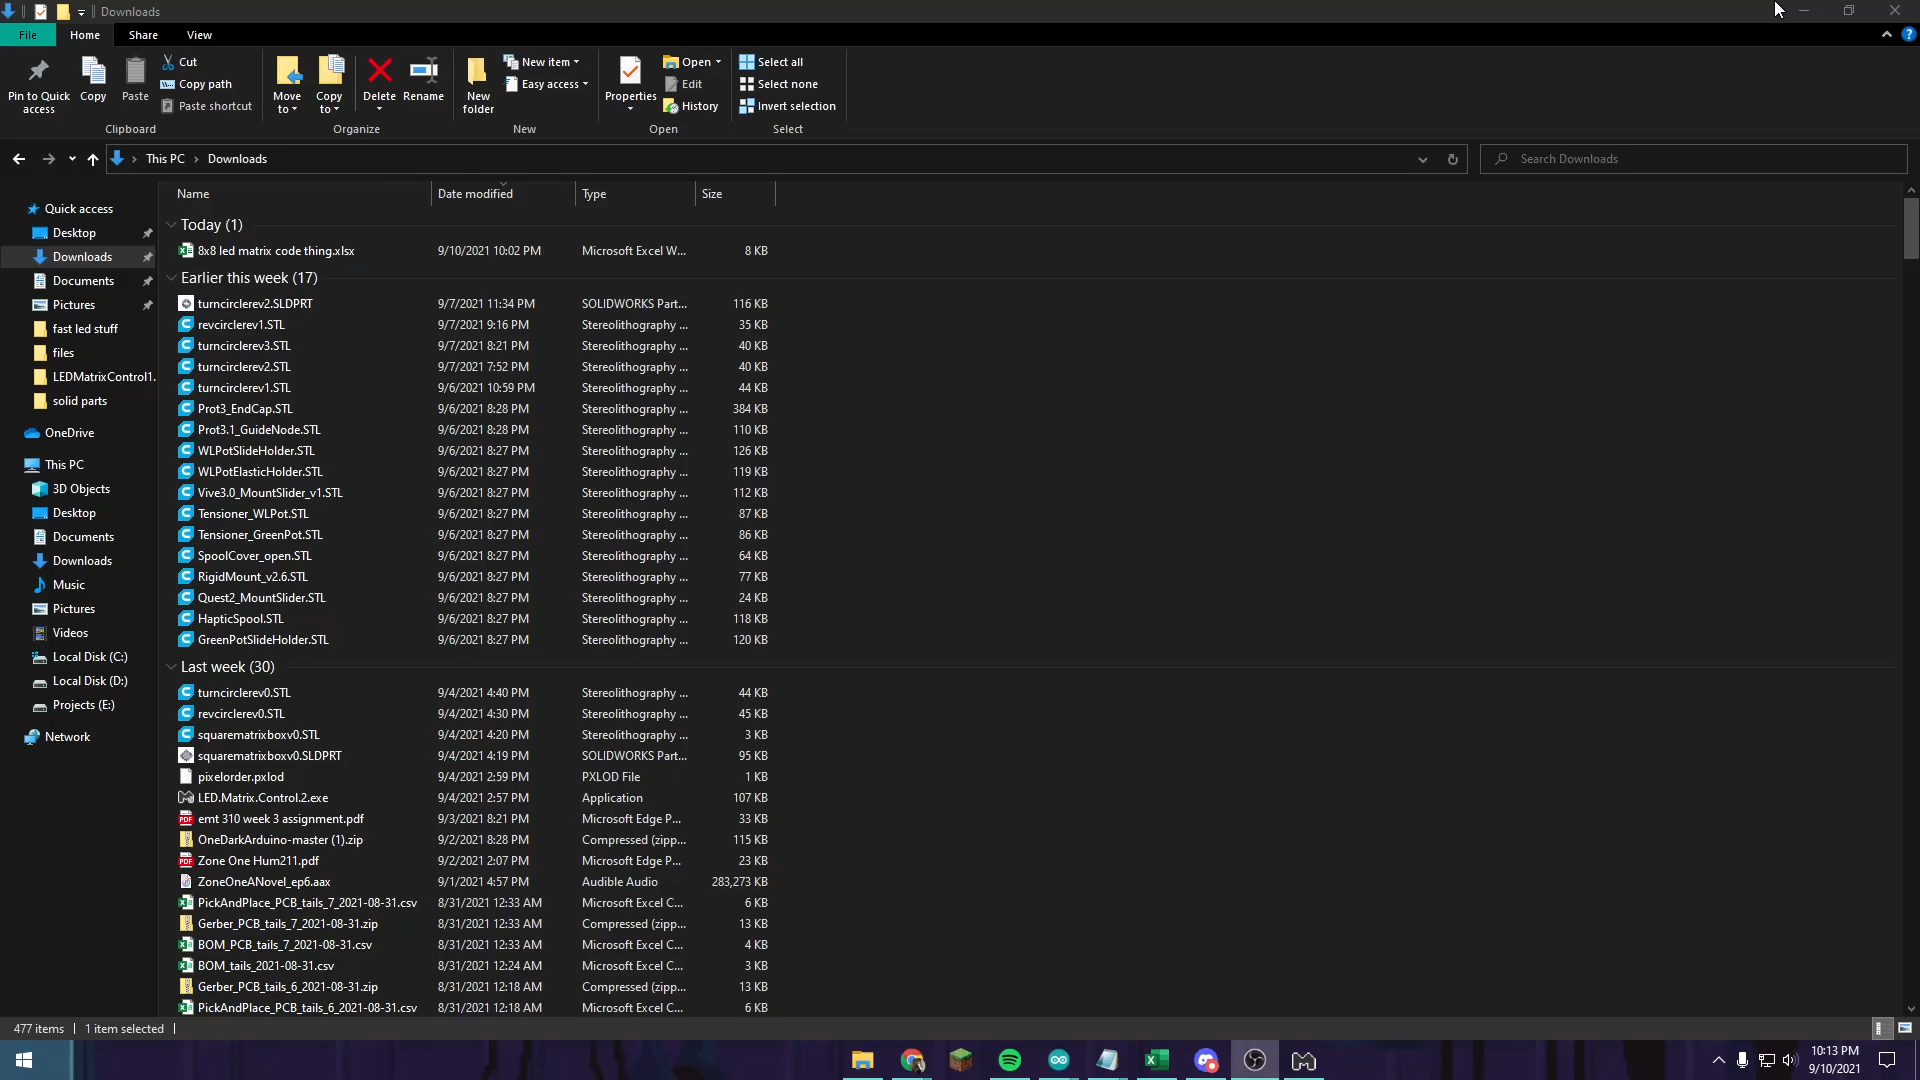 Downloads
File Home Share View
Pin to Quick access
Copy
Paste
Cut
Copy path
Paste shortcut
Clipboard
Move to
Copy to
Delete
Rename
Organize
New folder
New item
Easy access
New
Properties
Open
Edit
History
Open
Select all
Select none
Invert selection
Select
This PC › Downloads
Search Downloads
Quick access
Desktop
Downloads
Documents
Pictures
fast led stuff
files
LEDMatrixControl1.
solid parts
OneDrive
This PC
3D Objects
Desktop
Documents
Downloads
Music
Pictures
Videos
Local Disk (C:)
Local Disk (D:)
Projects (E:)
Network
Name Date modified Type Size
Today (1)
8x8 led matrix code thing.xlsx 9/10/2021 10:02 PM Microsoft Excel W... 8 KB
Earlier this week (17)
turncirclerev2.SLDPRT 9/7/2021 11:34 PM SOLIDWORKS Part... 116 KB
revcirclerev1.STL 9/7/2021 9:16 PM Stereolithography ... 35 KB
turncirclerev3.STL 9/7/2021 8:21 PM Stereolithography ... 40 KB
turncirclerev2.STL 9/7/2021 7:52 PM Stereolithography ... 40 KB
turncirclerev1.STL 9/6/2021 10:59 PM Stereolithography ... 44 KB
Prot3_EndCap.STL 9/6/2021 8:28 PM Stereolithography ... 384 KB
Prot3.1_GuideNode.STL 9/6/2021 8:28 PM Stereolithography ... 110 KB
WLPotSlideHolder.STL 9/6/2021 8:27 PM Stereolithography ... 126 KB
WLPotElasticHolder.STL 9/6/2021 8:27 PM Stereolithography ... 119 KB
Vive3.0_MountSlider_v1.STL 9/6/2021 8:27 PM Stereolithography ... 112 KB
Tensioner_WLPot.STL 9/6/2021 8:27 PM Stereolithography ... 87 KB
Tensioner_GreenPot.STL 9/6/2021 8:27 PM Stereolithography ... 86 KB
SpoolCover_open.STL 9/6/2021 8:27 PM Stereolithography ... 64 KB
RigidMount_v2.6.STL 9/6/2021 8:27 PM Stereolithography ... 77 KB
Quest2_MountSlider.STL 9/6/2021 8:27 PM Stereolithography ... 24 KB
HapticSpool.STL 9/6/2021 8:27 PM Stereolithography ... 118 KB
GreenPotSlideHolder.STL 9/6/2021 8:27 PM Stereolithography ... 120 KB
Last week (30)
turncirclerev0.STL 9/4/2021 4:40 PM Stereolithography ... 44 KB
revcirclerev0.STL 9/4/2021 4:30 PM Stereolithography ... 45 KB
squarematrixboxv0.STL 9/4/2021 4:20 PM Stereolithography ... 3 KB
squarematrixboxv0.SLDPRT 9/4/2021 4:19 PM SOLIDWORKS Part... 95 KB
pixelorder.pxlod 9/4/2021 2:59 PM PXLOD File 1 KB
LED.Matrix.Control.2.exe 9/4/2021 2:57 PM Application 107 KB
emt 310 week 3 assignment.pdf 9/3/2021 8:21 PM Microsoft Edge P... 33 KB
OneDarkArduino-master (1).zip 9/2/2021 8:28 PM Compressed (zipp... 115 KB
Zone One Hum211.pdf 9/2/2021 2:07 PM Microsoft Edge P... 23 KB
ZoneOneANovel_ep6.aax 9/1/2021 4:57 PM Audible Audio 283,273 KB
PickAndPlace_PCB_tails_7_2021-08-31.csv 8/31/2021 12:33 AM Microsoft Excel C... 6 KB
Gerber_PCB_tails_7_2021-08-31.zip 8/31/2021 12:33 AM Compressed (zipp... 13 KB
BOM_PCB_tails_7_2021-08-31.csv 8/31/2021 12:33 AM Microsoft Excel C... 4 KB
BOM_tails_2021-08-31.csv 8/31/2021 12:24 AM Microsoft Excel C... 3 KB
Gerber_PCB_tails_6_2021-08-31.zip 8/31/2021 12:18 AM Compressed (zipp... 13 KB
PickAndPlace_PCB_tails_6_2021-08-31.csv 8/31/2021 12:18 AM Microsoft Excel C... 6 KB
477 items 1 item selected
10:13 PM
9/10/2021